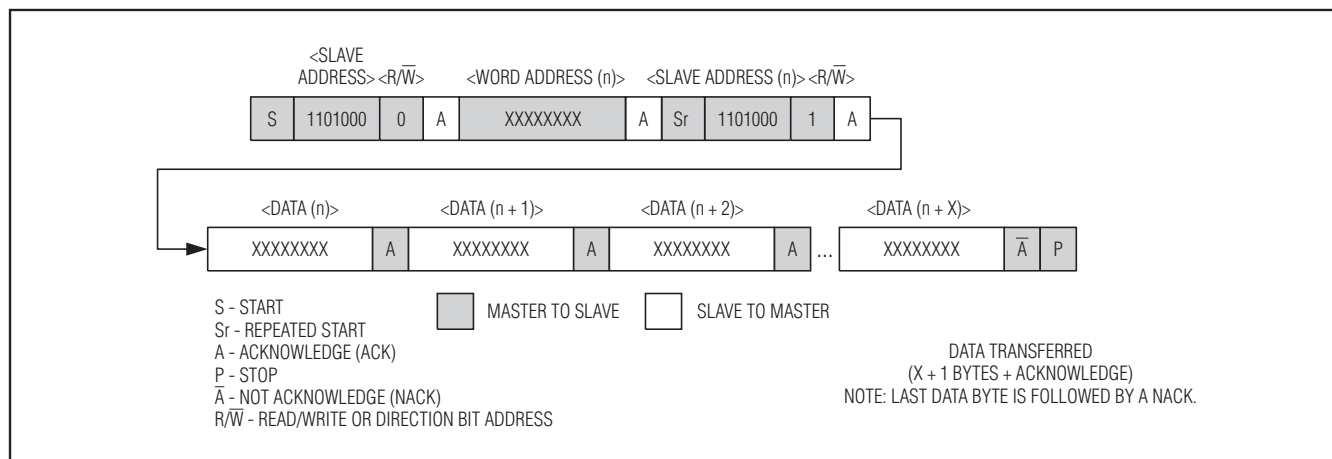 <SLAVE
ADDRESS> <R/W̅>
<WORD ADDRESS (n)>
<SLAVE ADDRESS (n)> <R/W̅>
S 1101000 0 A XXXXXXXX A Sr 1101000 1 A
<DATA (n)> <DATA (n + 1)> <DATA (n + 2)> <DATA (n + X)>
XXXXXXXX A XXXXXXXX A XXXXXXXX A ... XXXXXXXX A̅ P
S - START
Sr - REPEATED START
A - ACKNOWLEDGE (ACK)
P - STOP
A̅ - NOT ACKNOWLEDGE (NACK)
R/W̅ - READ/WRITE OR DIRECTION BIT ADDRESS
MASTER TO SLAVE
SLAVE TO MASTER
DATA TRANSFERRED
(X + 1 BYTES + ACKNOWLEDGE)
NOTE: LAST DATA BYTE IS FOLLOWED BY A NACK.